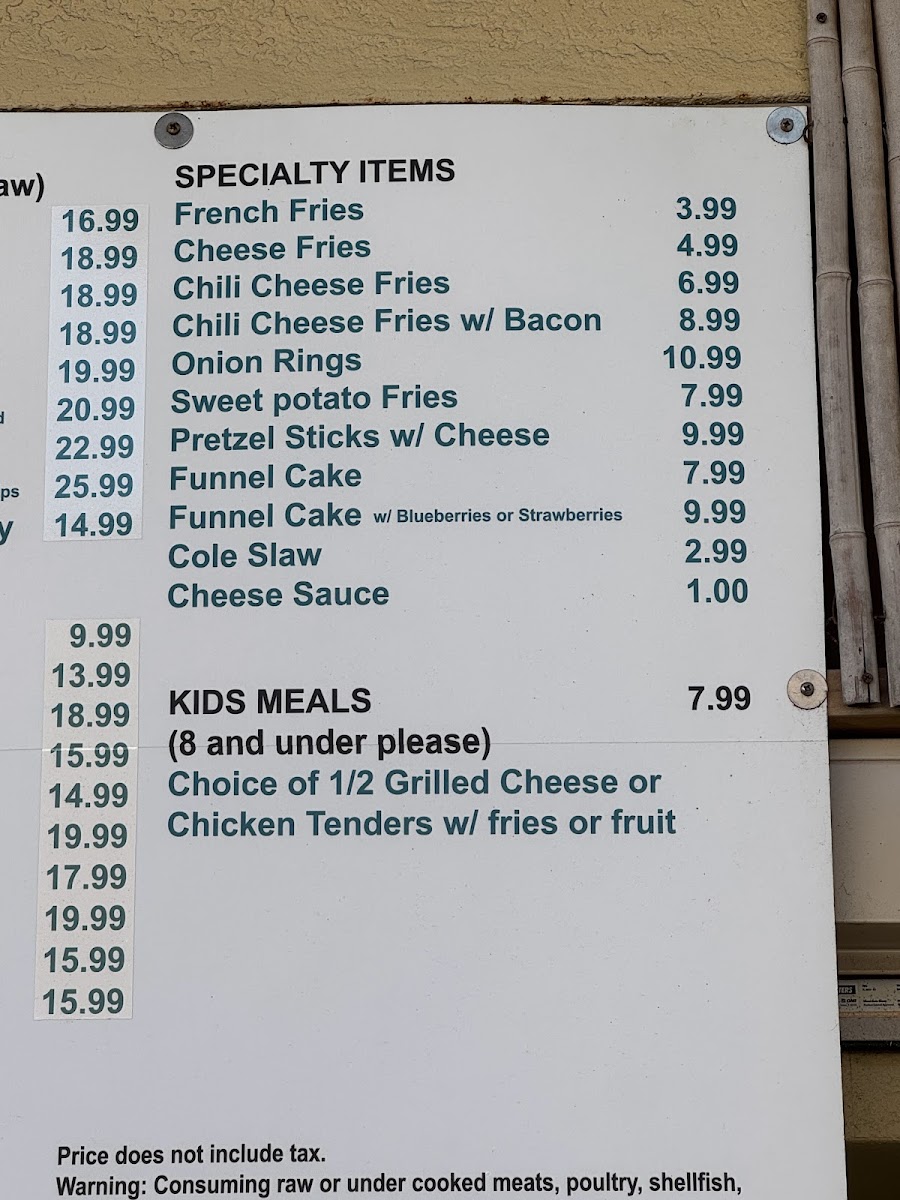 aw)
16.99
18.99
18.99
18.99
19.99
20.99
22.99
ps 25.99
y 14.99
9.99
13.99
18.99
15.99
14.99
19.99
17.99
19.99
15.99
15.99
SPECIALTY ITEMS
French Fries 3.99
Cheese Fries 4.99
Chili Cheese Fries 6.99
Chili Cheese Fries w/ Bacon 8.99
Onion Rings 10.99
Sweet potato Fries 7.99
Pretzel Sticks w/ Cheese 9.99
Funnel Cake 7.99
Funnel Cake w/ Blueberries or Strawberries 9.99
Cole Slaw 2.99
Cheese Sauce 1.00
KIDS MEALS 7.99
(8 and under please)
Choice of 1/2 Grilled Cheese or
Chicken Tenders w/ fries or fruit
Price does not include tax.
Warning: Consuming raw or under cooked meats, poultry, shellfish,